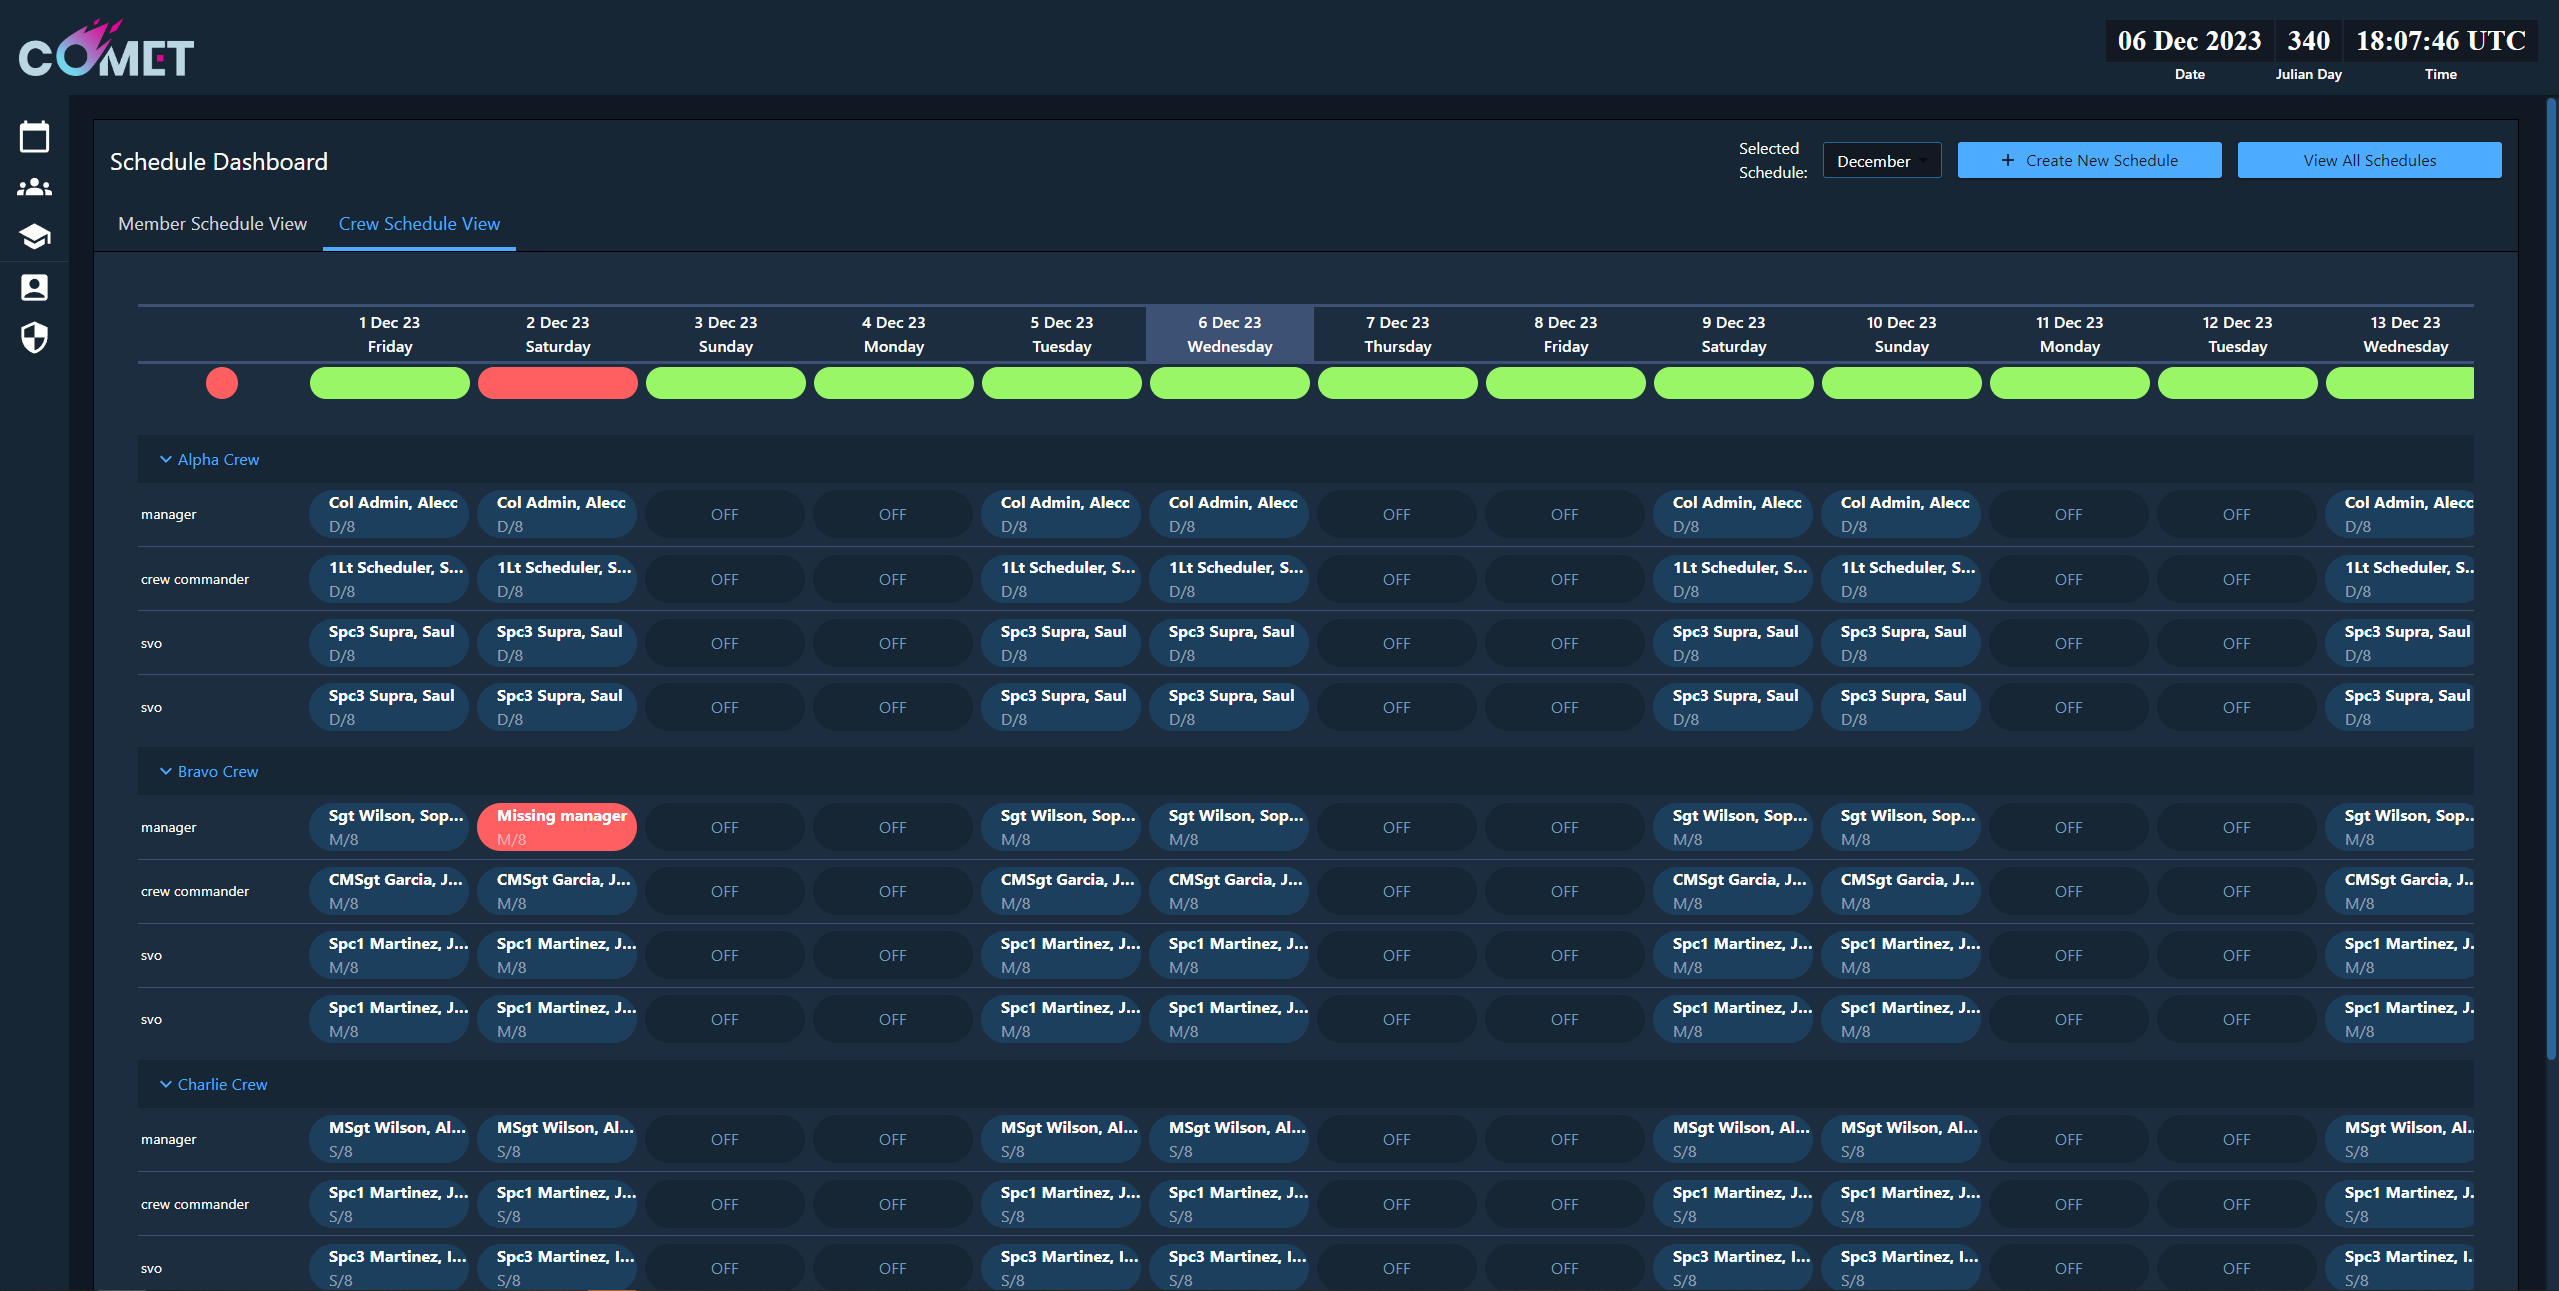 COMET
06 Dec 2023 340 18:07:46 UTC
Date Julian Day Time
Schedule Dashboard
Selected Schedule: December + Create New Schedule View All Schedules
Member Schedule View Crew Schedule View
1 Dec 23 2 Dec 23 3 Dec 23 4 Dec 23 5 Dec 23 6 Dec 23 7 Dec 23 8 Dec 23 9 Dec 23 10 Dec 23 11 Dec 23 12 Dec 23 13 Dec 23
Friday Saturday Sunday Monday Tuesday Wednesday Thursday Friday Saturday Sunday Monday Tuesday Wednesday
Alpha Crew
manager Col Admin, Alecc Col Admin, Alecc OFF OFF Col Admin, Alecc Col Admin, Alecc OFF OFF Col Admin, Alecc Col Admin, Alecc OFF OFF Col Admin, Alecc
D/8 D/8 D/8 D/8 D/8 D/8 D/8
crew commander 1Lt Scheduler, S... 1Lt Scheduler, S... OFF OFF 1Lt Scheduler, S... 1Lt Scheduler, S... OFF OFF 1Lt Scheduler, S... 1Lt Scheduler, S... OFF OFF 1Lt Scheduler, S...
D/8 D/8 D/8 D/8 D/8 D/8 D/8
svo Spc3 Supra, Saul Spc3 Supra, Saul OFF OFF Spc3 Supra, Saul Spc3 Supra, Saul OFF OFF Spc3 Supra, Saul Spc3 Supra, Saul OFF OFF Spc3 Supra, Saul
D/8 D/8 D/8 D/8 D/8 D/8 D/8
svo Spc3 Supra, Saul Spc3 Supra, Saul OFF OFF Spc3 Supra, Saul Spc3 Supra, Saul OFF OFF Spc3 Supra, Saul Spc3 Supra, Saul OFF OFF Spc3 Supra, Saul
D/8 D/8 D/8 D/8 D/8 D/8 D/8
Bravo Crew
manager Sgt Wilson, Sop... Missing manager OFF OFF Sgt Wilson, Sop... Sgt Wilson, Sop... OFF OFF Sgt Wilson, Sop... Sgt Wilson, Sop... OFF OFF Sgt Wilson, Sop...
M/8 M/8 M/8 M/8 M/8 M/8 M/8
crew commander CMSgt Garcia, J... CMSgt Garcia, J... OFF OFF CMSgt Garcia, J... CMSgt Garcia, J... OFF OFF CMSgt Garcia, J... CMSgt Garcia, J... OFF OFF CMSgt Garcia, J...
M/8 M/8 M/8 M/8 M/8 M/8 M/8
svo Spc1 Martinez, J... Spc1 Martinez, J... OFF OFF Spc1 Martinez, J... Spc1 Martinez, J... OFF OFF Spc1 Martinez, J... Spc1 Martinez, J... OFF OFF Spc1 Martinez, J.
M/8 M/8 M/8 M/8 M/8 M/8 M/8
svo Spc1 Martinez, J... Spc1 Martinez, J... OFF OFF Spc1 Martinez, J... Spc1 Martinez, J... OFF OFF Spc1 Martinez, J... Spc1 Martinez, J... OFF OFF Spc1 Martinez, J.
M/8 M/8 M/8 M/8 M/8 M/8 M/8
Charlie Crew
manager MSgt Wilson, Al... MSgt Wilson, Al... OFF OFF MSgt Wilson, Al... MSgt Wilson, Al... OFF OFF MSgt Wilson, Al... MSgt Wilson, Al... OFF OFF MSgt Wilson, Al.
S/8 S/8 S/8 S/8 S/8 S/8 S/8
crew commander Spc1 Martinez, J... Spc1 Martinez, J... OFF OFF Spc1 Martinez, J... Spc1 Martinez, J... OFF OFF Spc1 Martinez, J... Spc1 Martinez, J... OFF OFF Spc1 Martinez, J.
S/8 S/8 S/8 S/8 S/8 S/8 S/8
svo Spc3 Martinez, I... Spc3 Martinez, I... OFF OFF Spc3 Martinez, I... Spc3 Martinez, I... OFF OFF Spc3 Martinez, I... Spc3 Martinez, I... OFF OFF Spc3 Martinez, I.
S/8 S/8 S/8 S/8 S/8 S/8 S/8